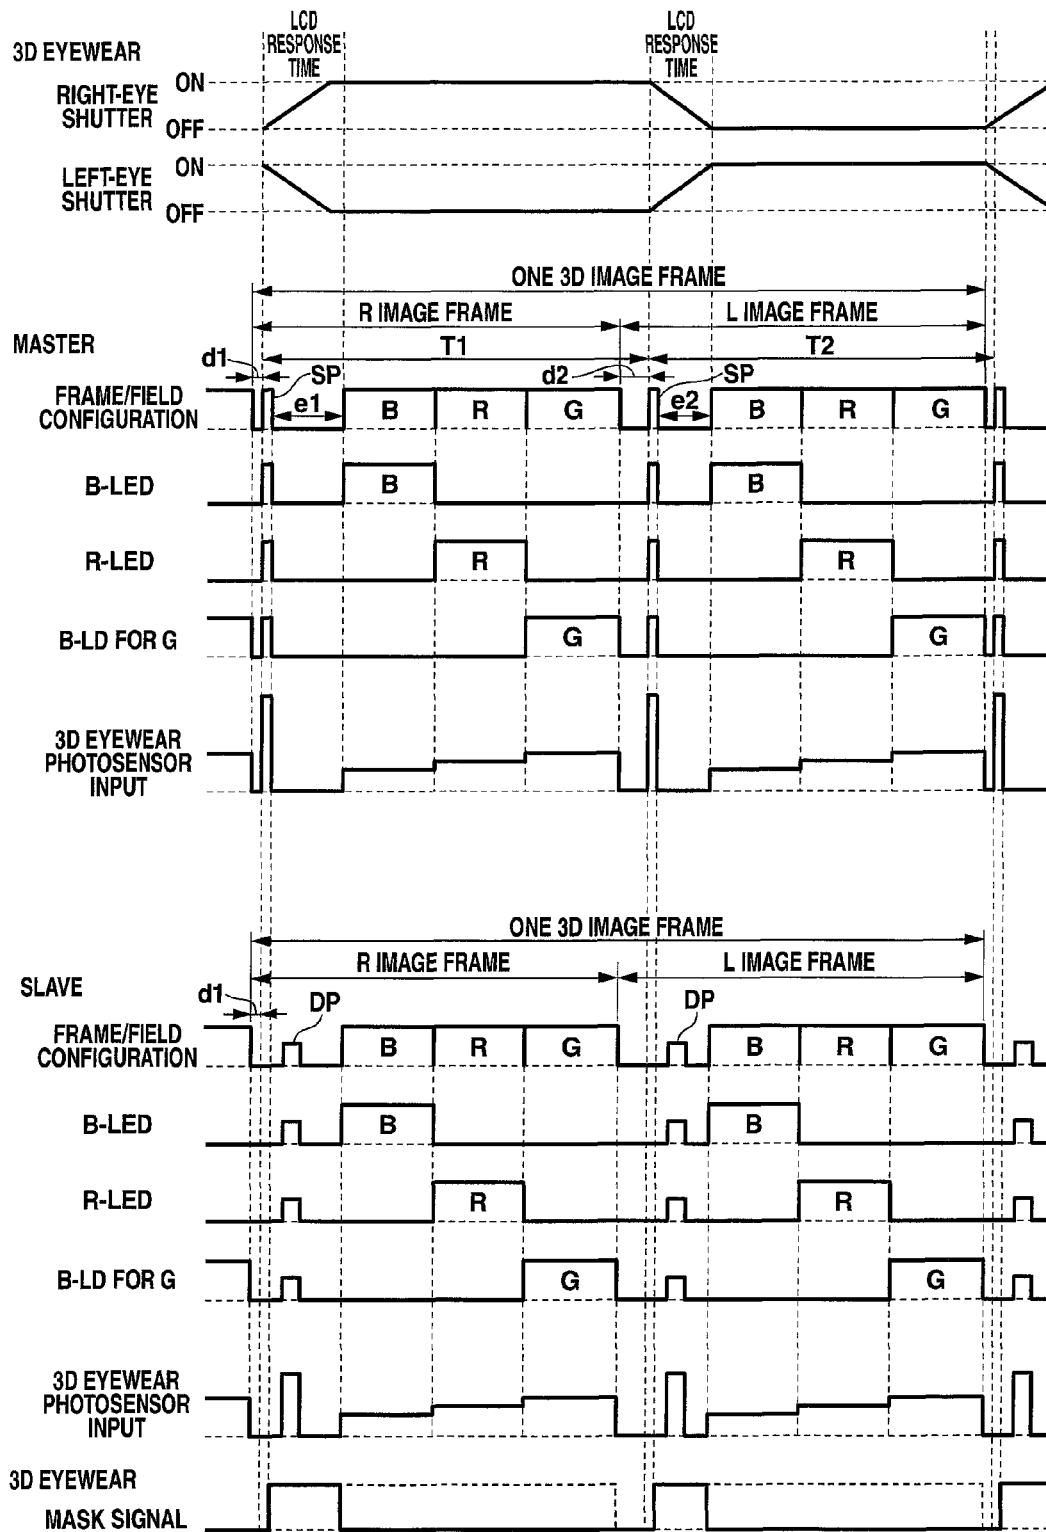 LCD RESPONSE TIME
LCD RESPONSE TIME
3D EYEWEAR
RIGHT-EYE SHUTTER
ON
OFF
LEFT-EYE SHUTTER
ON
OFF
ONE 3D IMAGE FRAME
R IMAGE FRAME
L IMAGE FRAME
MASTER
T1
T2
d1
SP
d2
SP
FRAME/FIELD CONFIGURATION
e1
B
R
G
e2
B
R
G
B-LED
B
B
R-LED
R
R
B-LD FOR G
G
G
3D EYEWEAR PHOTOSENSOR INPUT
ONE 3D IMAGE FRAME
R IMAGE FRAME
L IMAGE FRAME
SLAVE
d1
DP
DP
FRAME/FIELD CONFIGURATION
B
R
G
B
R
G
B-LED
B
B
R-LED
R
R
B-LD FOR G
G
G
3D EYEWEAR PHOTOSENSOR INPUT
3D EYEWEAR
MASK SIGNAL